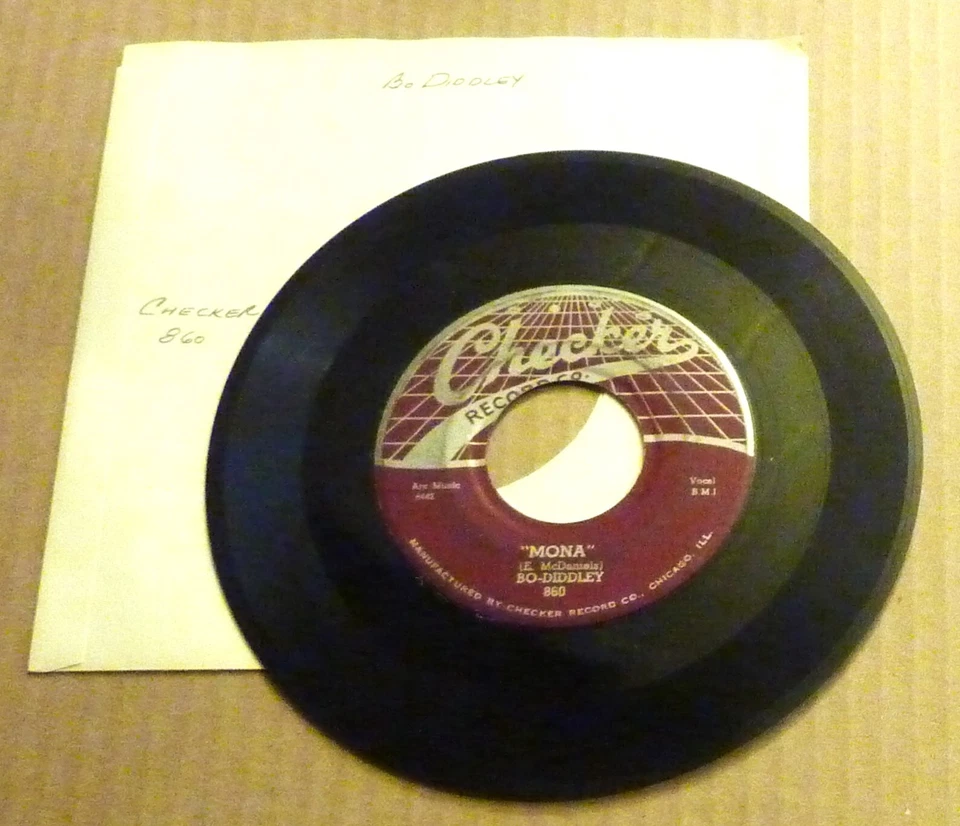 Bo Diddley
Checker
860
Checker
RECORD CO.
Arc Music
Vocal
B.M.I
"MONA"
(E. McDaniels)
BO-DIDDLEY
860
MANUFACTURED BY CHECKER RECORD CO., CHICAGO, ILL.